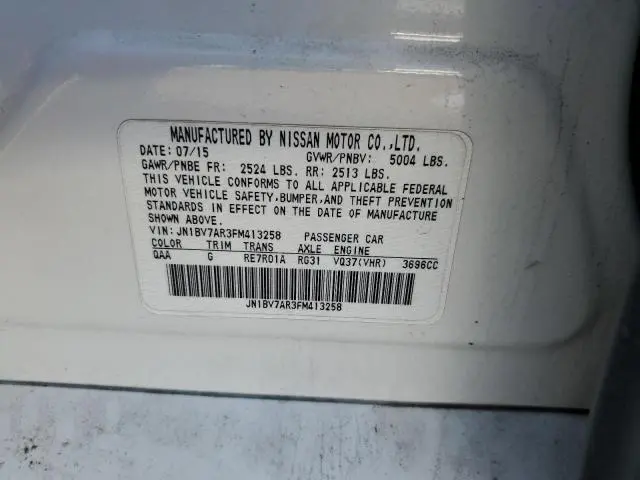 MANUFACTURED BY NISSAN MOTOR CO.,LTD.
DATE: 07/15 GVWR/PNBV: 5004 LBS.
GAWR/PNBE FR: 2524 LBS. RR: 2513 LBS.
THIS VEHICLE CONFORMS TO ALL APPLICABLE FEDERAL
MOTOR VEHICLE SAFETY,BUMPER,AND THEFT PREVENTION
STANDARDS IN EFFECT ON THE DATE OF MANUFACTURE
SHOWN ABOVE.
VIN: JN1BV7AR3FM413258 PASSENGER CAR
COLOR TRIM TRANS AXLE ENGINE
QAA G RE7R01A RG31 VQ37(VHR) 3696CC
JN1BV7AR3FM413258